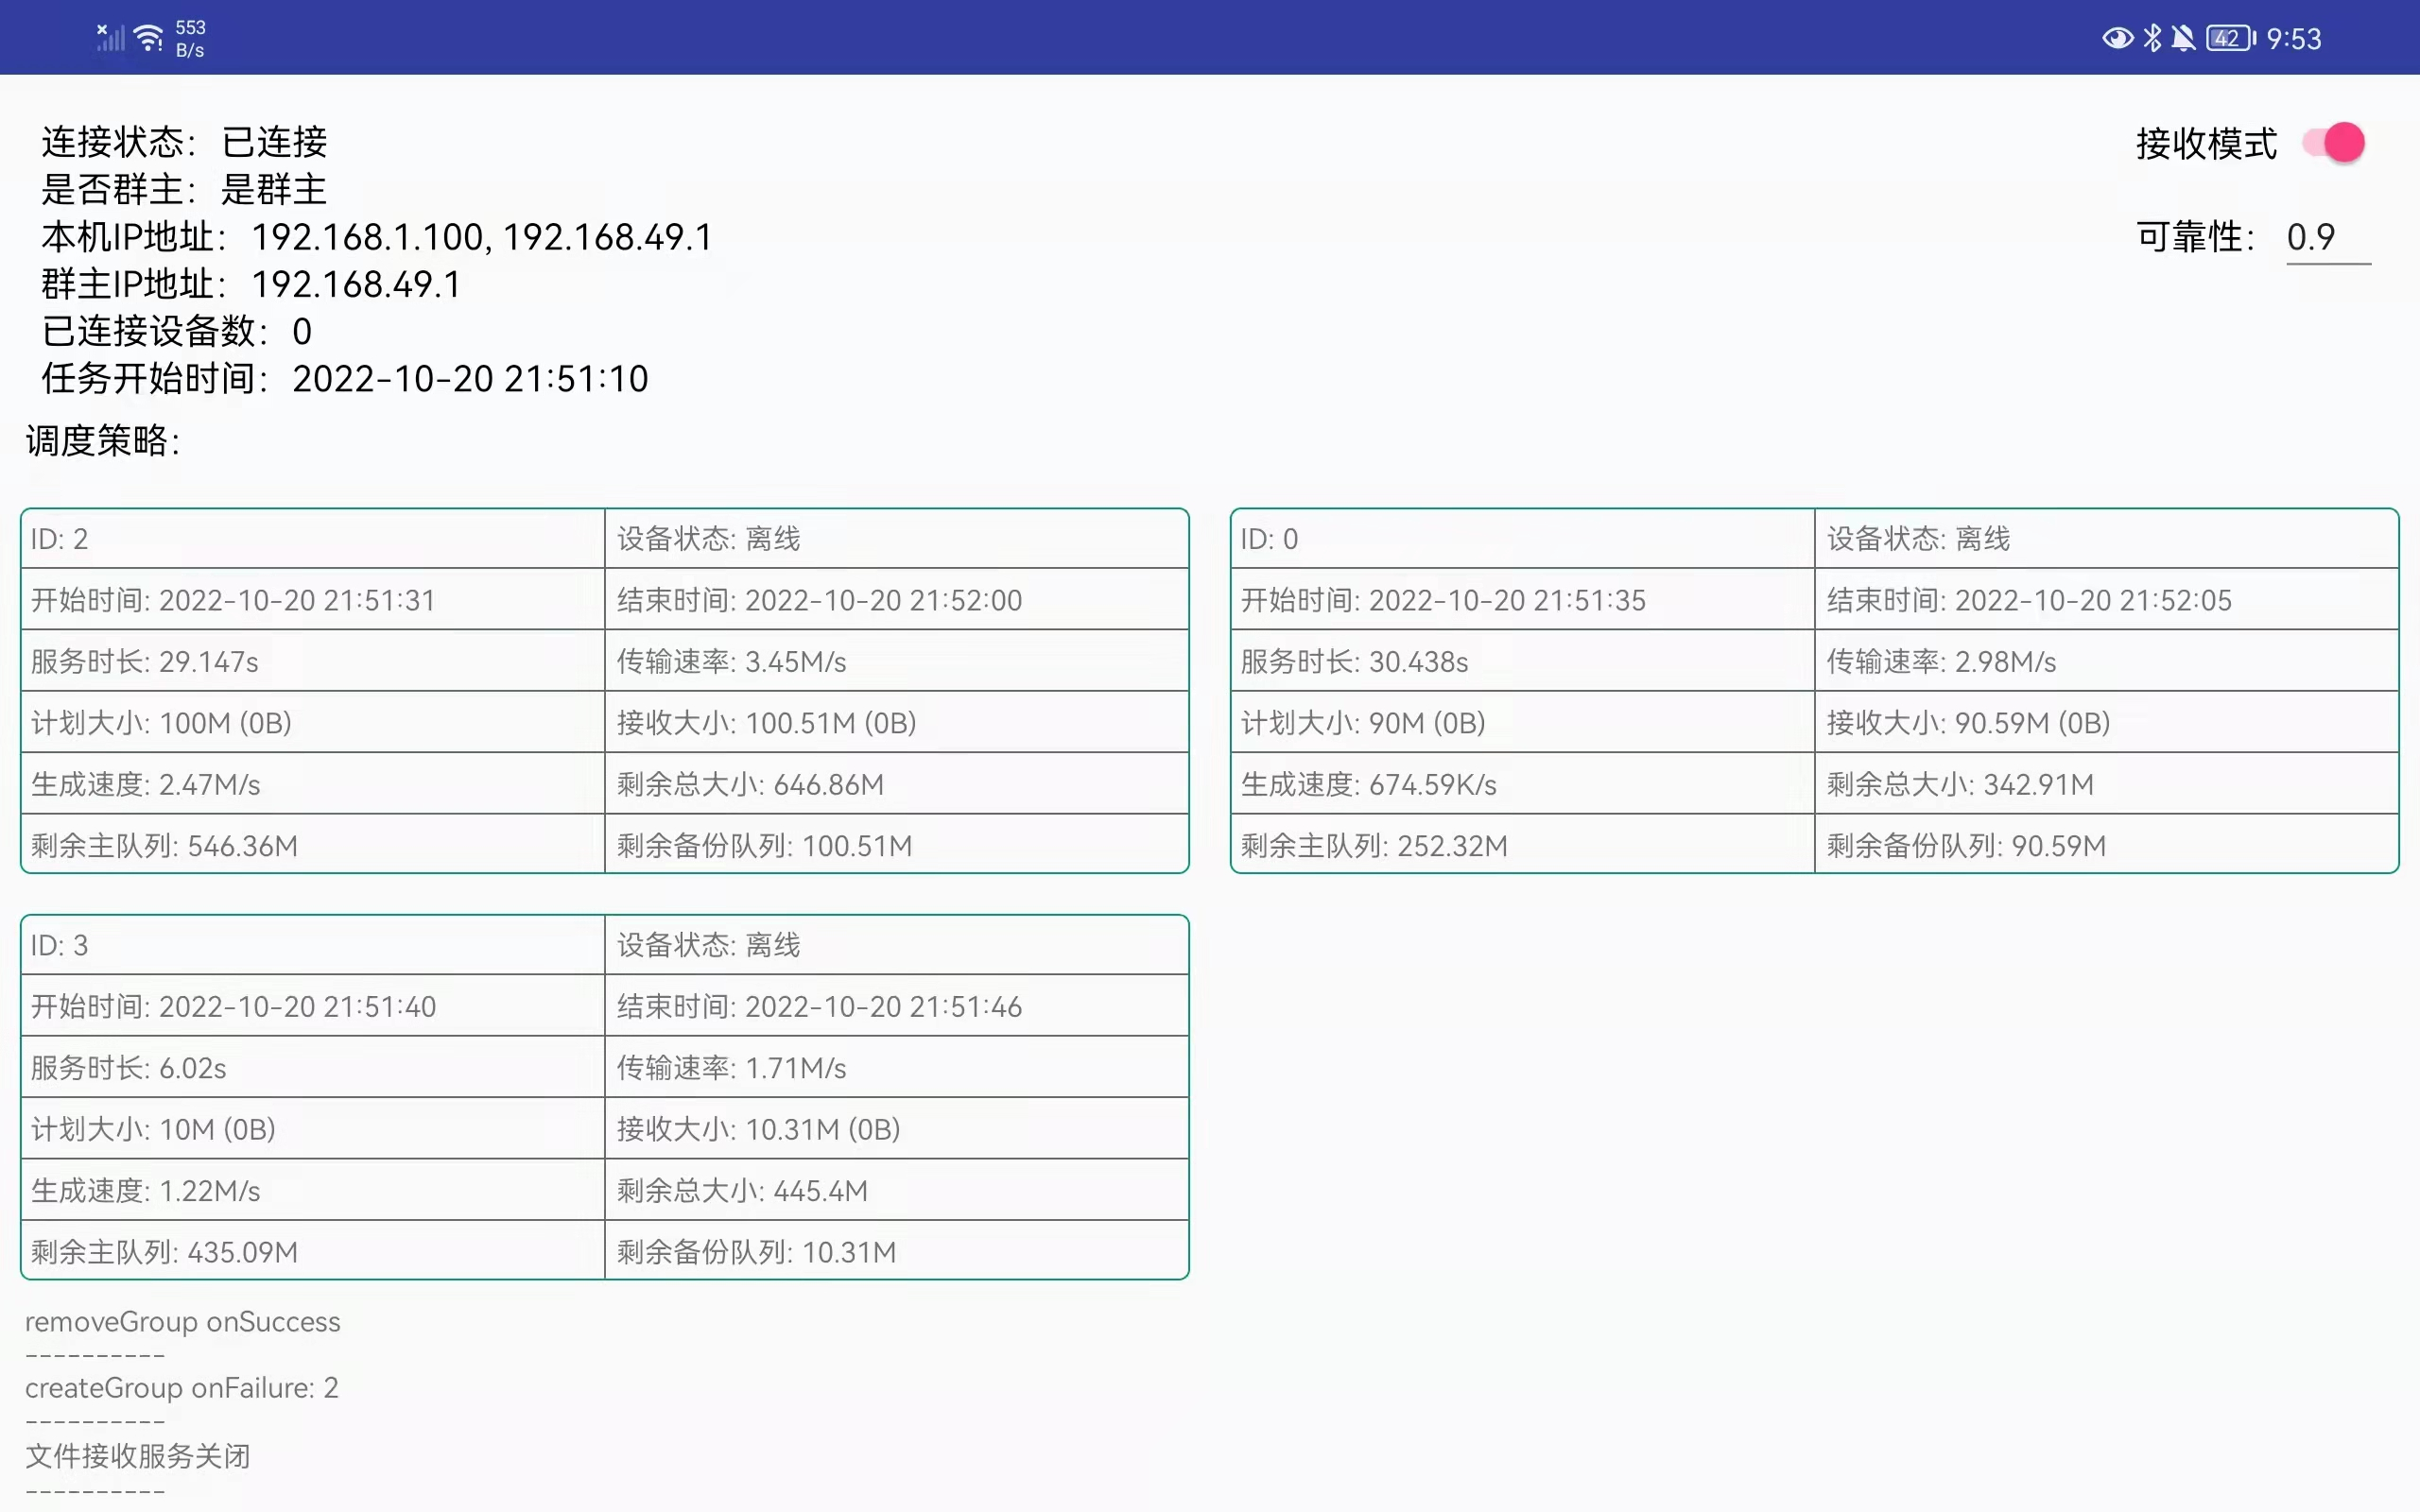 553
B/s
42 9:53
连接状态：已连接
接收模式
是否群主：是群主
本机IP地址：192.168.1.100, 192.168.49.1
可靠性：0.9
群主IP地址：192.168.49.1
已连接设备数：0
任务开始时间：2022-10-20 21:51:10
调度策略：
ID: 2 设备状态: 离线
开始时间: 2022-10-20 21:51:31 结束时间: 2022-10-20 21:52:00
服务时长: 29.147s 传输速率: 3.45M/s
计划大小: 100M (0B) 接收大小: 100.51M (0B)
生成速度: 2.47M/s 剩余总大小: 646.86M
剩余主队列: 546.36M 剩余备份队列: 100.51M
ID: 0 设备状态: 离线
开始时间: 2022-10-20 21:51:35 结束时间: 2022-10-20 21:52:05
服务时长: 30.438s 传输速率: 2.98M/s
计划大小: 90M (0B) 接收大小: 90.59M (0B)
生成速度: 674.59K/s 剩余总大小: 342.91M
剩余主队列: 252.32M 剩余备份队列: 90.59M
ID: 3 设备状态: 离线
开始时间: 2022-10-20 21:51:40 结束时间: 2022-10-20 21:51:46
服务时长: 6.02s 传输速率: 1.71M/s
计划大小: 10M (0B) 接收大小: 10.31M (0B)
生成速度: 1.22M/s 剩余总大小: 445.4M
剩余主队列: 435.09M 剩余备份队列: 10.31M
removeGroup onSuccess
----------
createGroup onFailure: 2
----------
文件接收服务关闭
----------